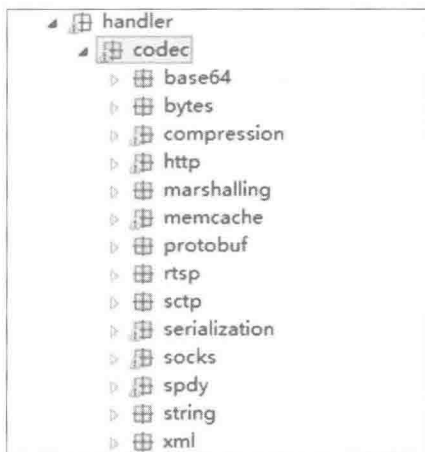 handler
codec
base64
bytes
compression
http
marshalling
memcache
protobuf
rtsp
sctp
serialization
socks
spdy
string
xml